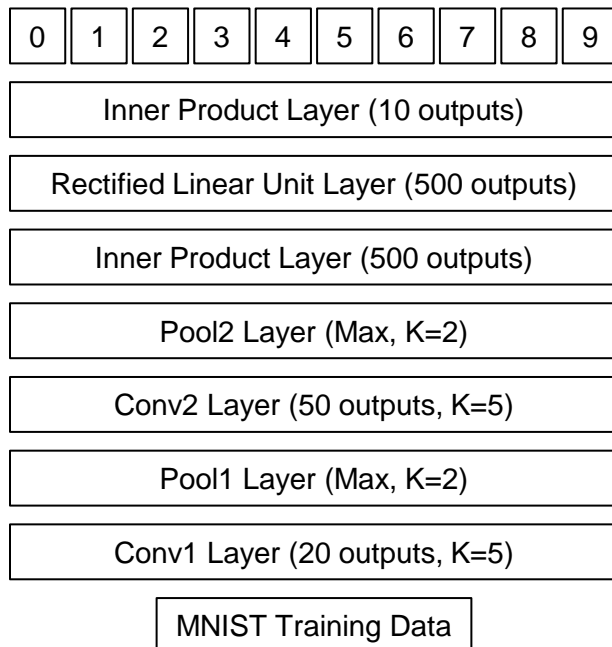 0 1 2 3 4 5 6 7 8 9
Inner Product Layer (10 outputs)
Rectified Linear Unit Layer (500 outputs)
Inner Product Layer (500 outputs)
Pool2 Layer (Max, K=2)
Conv2 Layer (50 outputs, K=5)
Pool1 Layer (Max, K=2)
Conv1 Layer (20 outputs, K=5)
MNIST Training Data